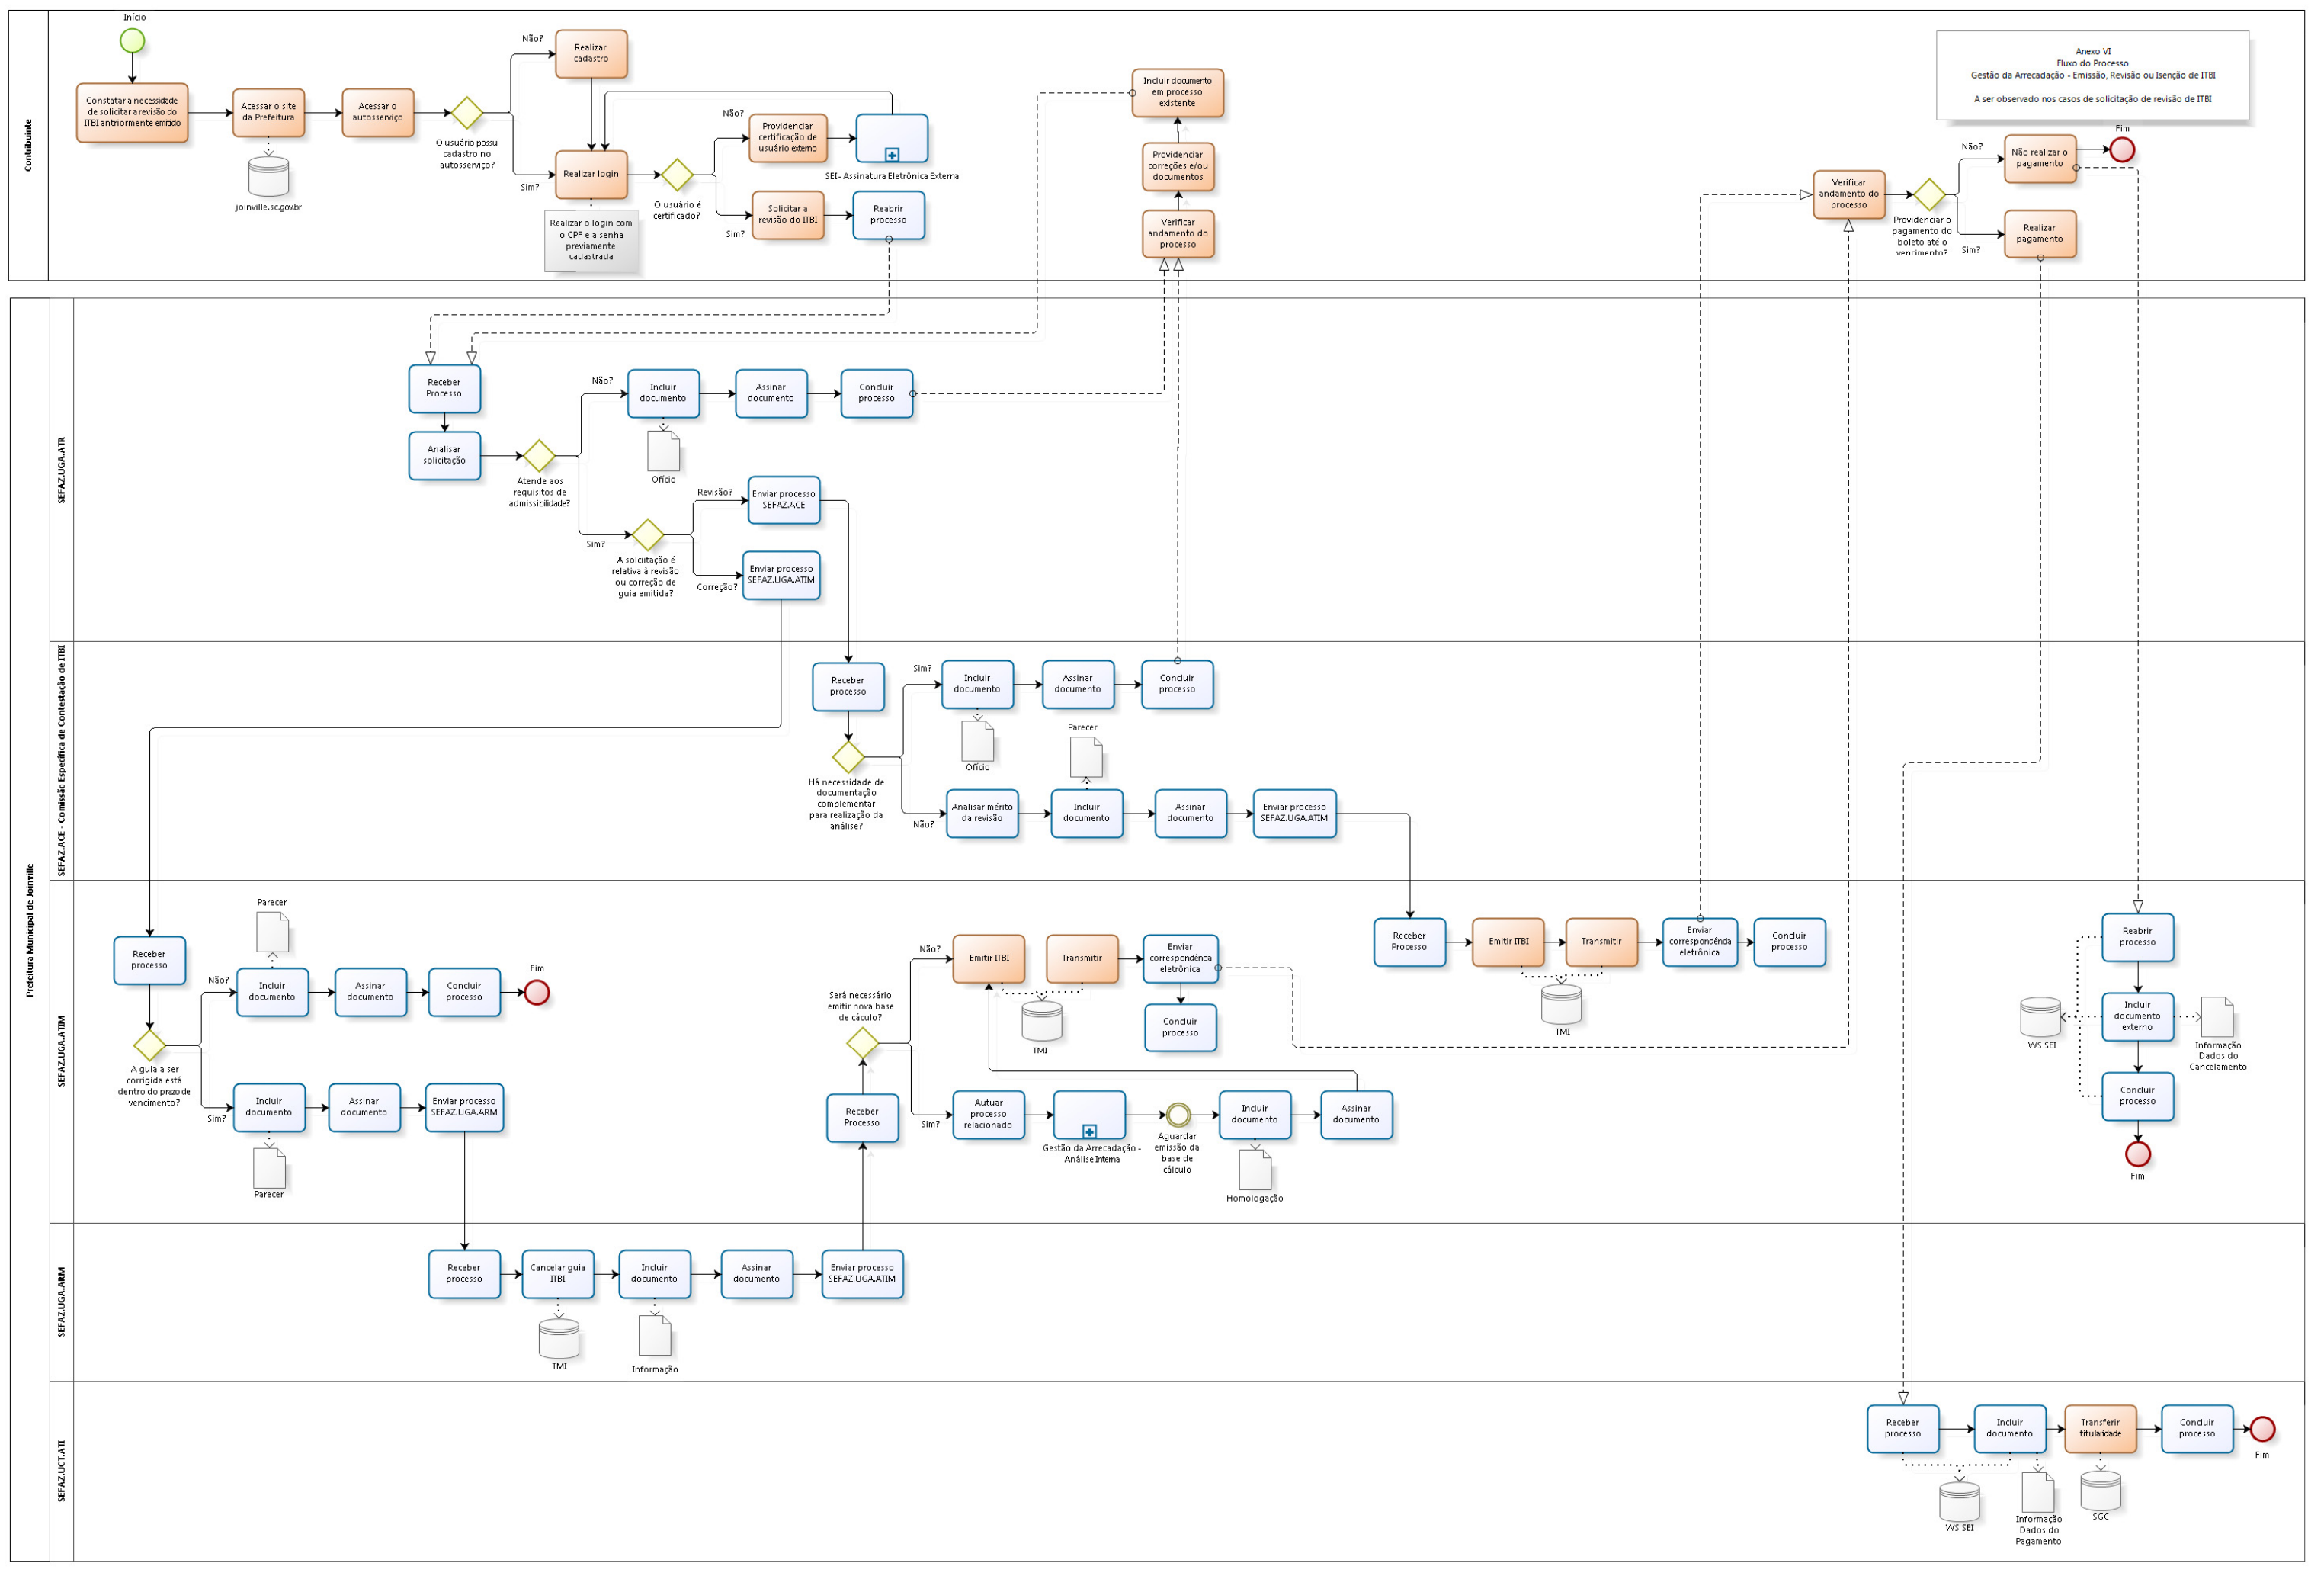 Início
Constatar a necessidade
de solicitar a revisão do
ITBI antriormente emitido
Acessar o site
da Prefeitura
joinville.sc.gov.br
Acessar o
autosserviço
O usuário possui
cadastro no
autosserviço?
Não?
Sim?
Realizar
cadastro
Realizar login
Realizar o login com
o CPF e a senha
previamente
cadastrada
O usuário é
certificado?
Não?
Sim?
Providenciar
certificação de
usuário externo
SEI- Assinatura Eletrônica Externa
Solicitar a
revisão do ITBI
Reabrir
processo
Incluir documento
em processo
existente
Providenciar
correções e/ou
documentos
Verificar
andamento do
processo
Anexo VI
Fluxo do Processo
Gestão da Arrecadação - Emissão, Revisão ou Isenção de ITBI
A ser observado nos casos de solicitação de revisão de ITBI
Verificar
andamento do
processo
Providenciar o
pagamento do
boleto até o
vencimento?
Não?
Sim?
Não realizar o
pagamento
Fim
Realizar
pagamento
Contribuinte
Prefeitura Municipal de Joinville
SEFAZ.UGA.ATR
Receber
Processo
Analisar
solicitação
Atende aos
requisitos de
admissibilidade?
Não?
Sim?
Incluir
documento
Ofício
Assinar
documento
Concluir
processo
A solcitação é
relativa à revisão
ou correção de
guia emitida?
Revisão?
Correção?
Enviar processo
SEFAZ.ACE
Enviar processo
SEFAZ.UGA.ATIM
SEFAZ.ACE - Comissão Específica de Contestação de ITBI
Receber
processo
Há necessidade de
documentação
complementar
para realização da
análise?
Sim?
Não?
Incluir
documento
Ofício
Assinar
documento
Concluir
processo
Analisar mérito
da revisão
Parecer
Incluir
documento
Assinar
documento
Enviar processo
SEFAZ.UGA.ATIM
SEFAZ.UGA.ATIM
Receber
processo
A guia a ser
corrigida está
dentro do prazo de
vencimento?
Não?
Sim?
Parecer
Incluir
documento
Assinar
documento
Concluir
processo
Fim
Incluir
documento
Parecer
Assinar
documento
Enviar processo
SEFAZ.UGA.ARM
Receber
Processo
Será necessário
emitir nova base
de cáculo?
Não?
Sim?
Emitir ITBI
Transmitir
TMI
Enviar
correspondência
eletrônica
Concluir
processo
Autuar
processo
relacionado
Gestão da Arrecadação -
Análise Interna
Aguardar
emissão da
base de
cálculo
Incluir
documento
Homologação
Assinar
documento
Receber
Processo
Emitir ITBI
Transmitir
TMI
Enviar
correspondência
eletrônica
Concluir
processo
Reabrir
processo
Incluir
documento
externo
WS SEI
Informação
Dados do
Cancelamento
Concluir
processo
Fim
SEFAZ.UGA.ARM
Receber
processo
Cancelar guia
ITBI
TMI
Incluir
documento
Informação
Assinar
documento
Enviar processo
SEFAZ.UGA.ATIM
SEFAZ.UCT.ATI
Receber
processo
Incluir
documento
WS SEI
Informação
Dados do
Pagamento
Transferir
titularidade
SGC
Concluir
processo
Fim